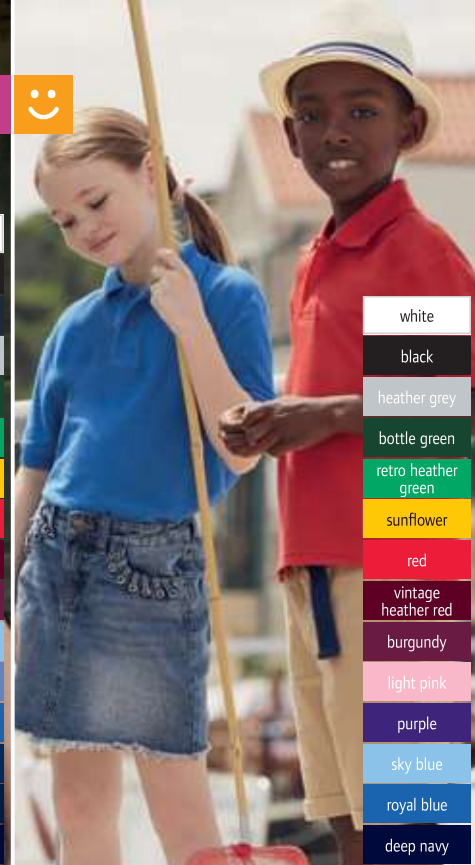 white
black
heather grey
bottle green
retro heather
green
sunflower
red
vintage
heather red
burgundy
light pink
purple
sky blue
royal blue
deep navy